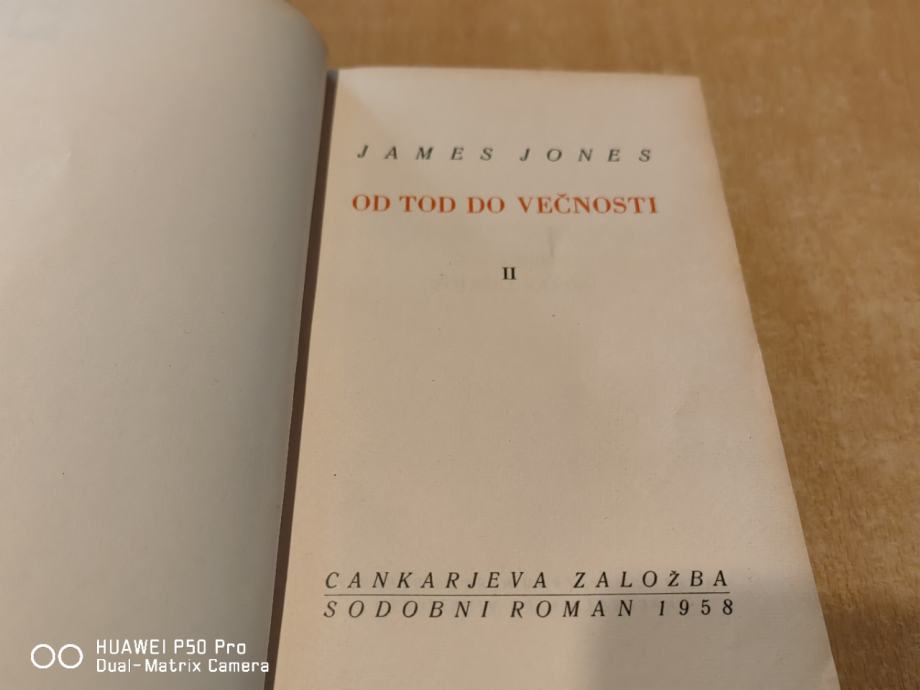 JAMES JONES
OD TOD DO VEČNOSTI
II
CANKARJEVA ZALOŽBA
SODOBNI ROMAN 1958
HUAWEI P50 Pro
Dual-Matrix Camera